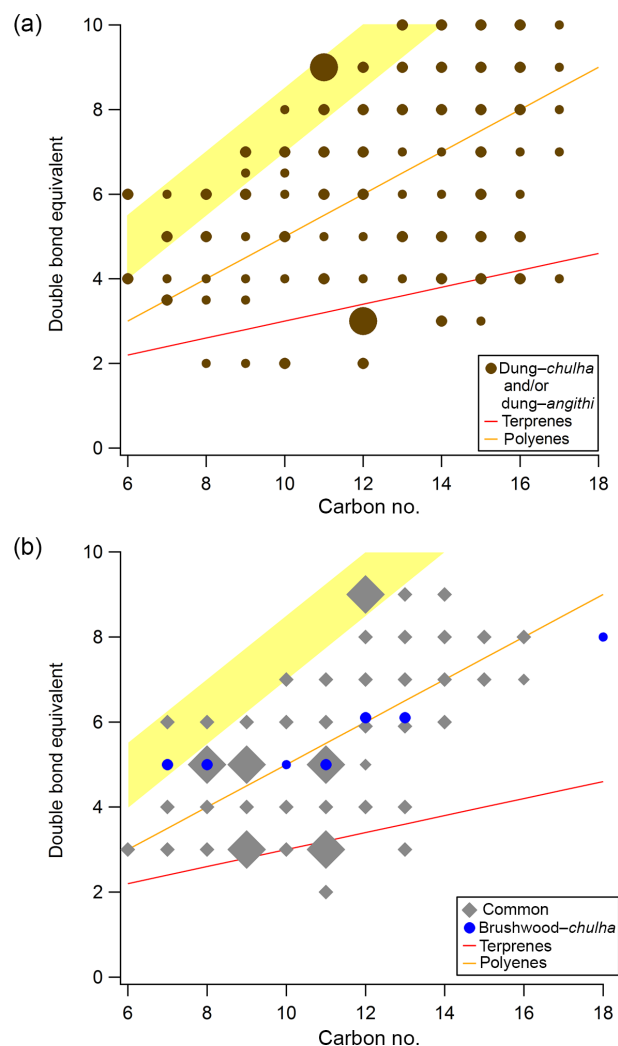 (a)
10
8
6
4
2
0
Double bond equivalent
6 8 10 12 14 16 18
Carbon no.
Dung–chulha
and/or
dung–angithi
Terprenes
Polyenes
(b)
10
8
6
4
2
0
Double bond equivalent
6 8 10 12 14 16 18
Carbon no.
Common
Brushwood–chulha
Terprenes
Polyenes